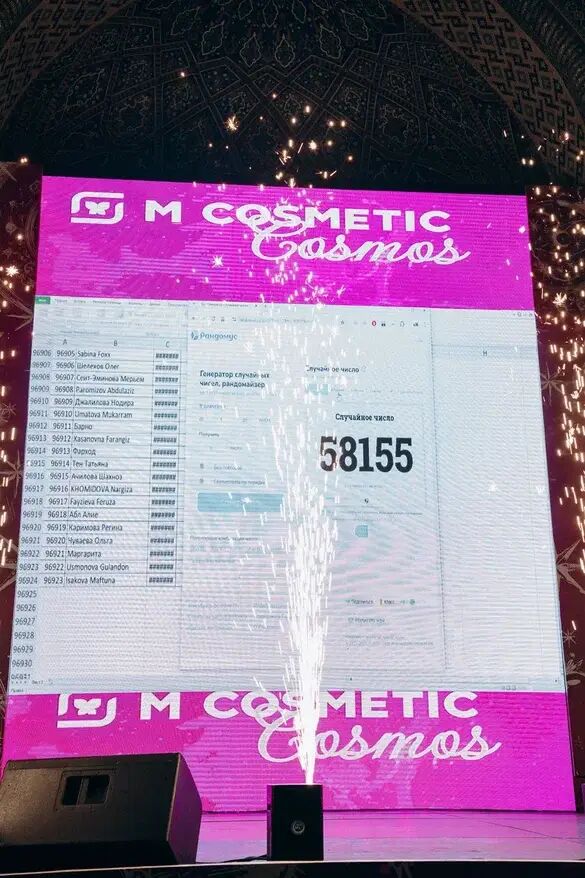 M COSMETIC
Cosmos
Рандомус
A B C H
96906 96905 Sabina Foxx #######
96907 96906 Шелехов Олег #######
96908 96907 Сеит-Эминова Мерьем #######
96909 96908 Paromizov Abdulaziz #######
96910 96909 Джалилова Нодира #######
96911 96910 Umatova Mukarram #######
96912 96911 Барно #######
96913 96912 Kasanovna Farangiz #######
96914 96913 Фарход #######
96915 96914 Тен Татьяна #######
96916 96915 Ачилова Шахноз #######
96917 96916 KHOMIDOVA Nargiza #######
96918 96917 Fayzieva Feruza #######
96919 96918 Абл Алие #######
96920 96919 Каримова Регина #######
96921 96920 Чуваева Ольга #######
96922 96921 Маргарита #######
96923 96922 Usmonova Gulandon #######
96924 96923 Isakova Maftuna #######
96925
96926
96927
96928
96929
96930
Генератор случайных
чисел, рандомайзер
Случайное число
Случайное число
58155
M COSMETIC
Cosmos